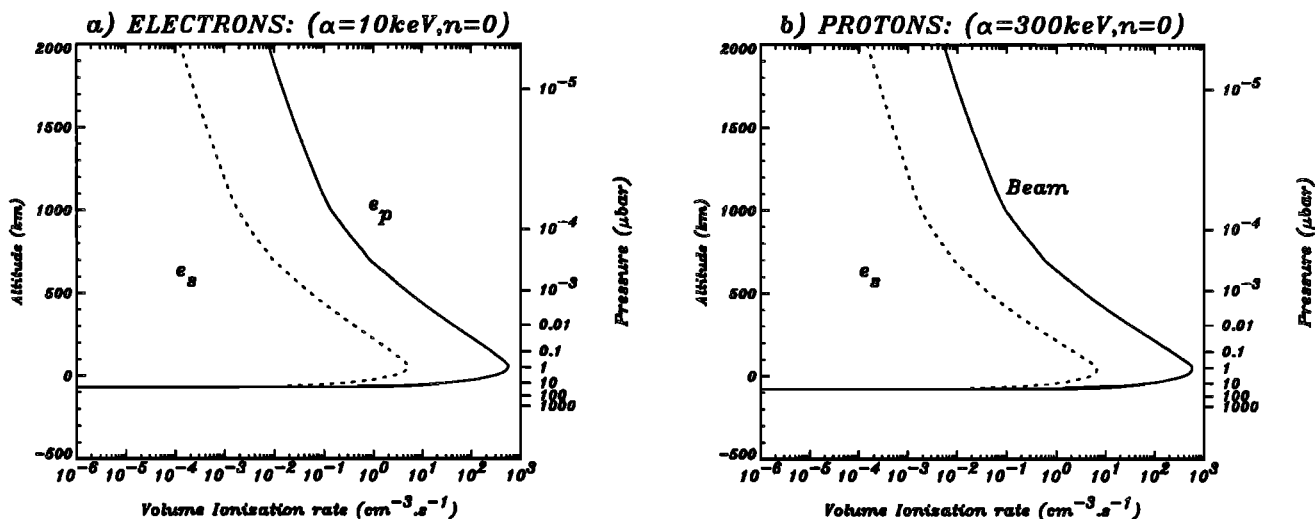 a) ELECTRONS: (α=10keV,n=0)
2000
1500
1000
500
0
-500
Altitude (km)
e_p
e_s
10^-5
10^-4
10^-3
0.01
0.1
1
10
100
1000
Pressure (μbar)
10^-6 10^-5 10^-4 10^-3 10^-2 10^-1 10^0 10^1 10^2 10^3
Volume Ionization rate (cm^-3.s^-1)
b) PROTONS: (α=300keV,n=0)
2000
1500
1000
500
0
-500
Altitude (km)
Beam
e_s
10^-5
10^-4
10^-3
0.01
0.1
1
10
100
1000
Pressure (μbar)
10^-6 10^-5 10^-4 10^-3 10^-2 10^-1 10^0 10^1 10^2 10^3
Volume Ionization rate (cm^-3.s^-1)